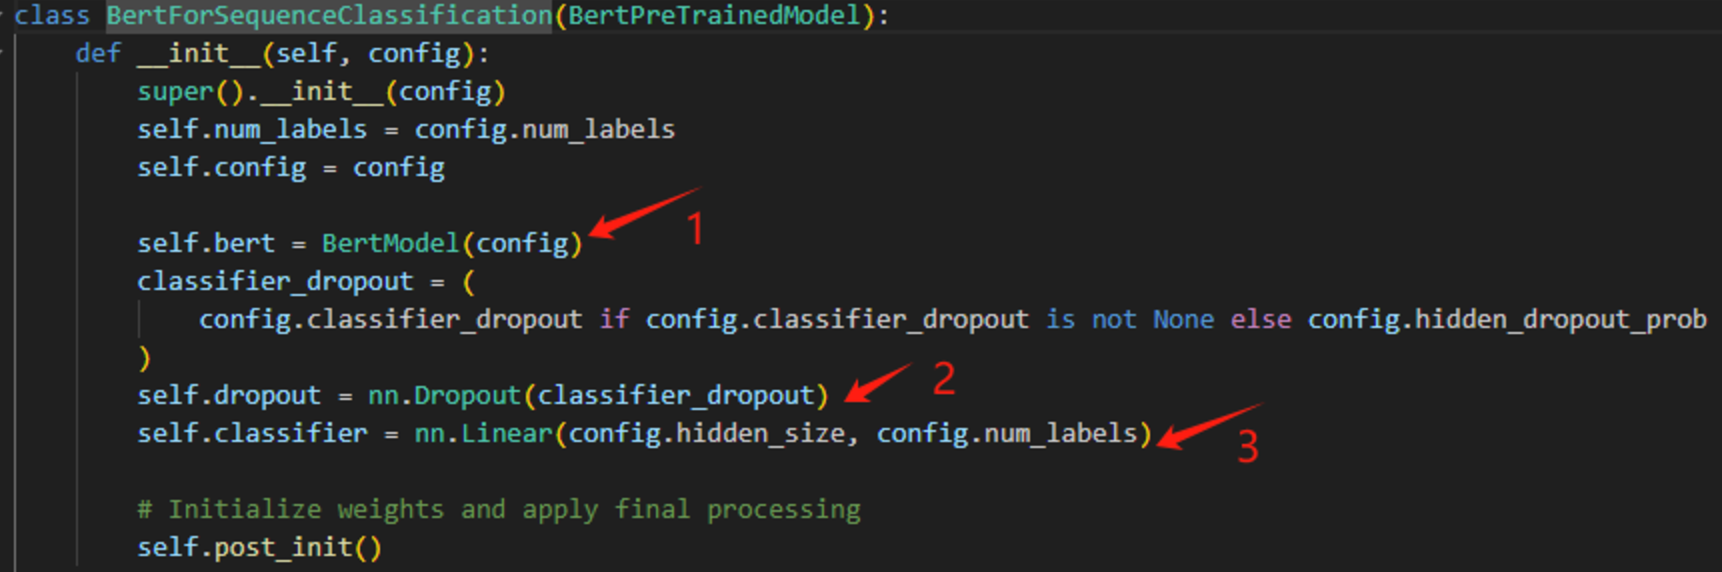 class BertForSequenceClassification(BertPreTrainedModel):
    def __init__(self, config):
        super().__init__(config)
        self.num_labels = config.num_labels
        self.config = config
1
        self.bert = BertModel(config)
        classifier_dropout = (
            config.classifier_dropout if config.classifier_dropout is not None else config.hidden_dropout_prob
        )
2
        self.dropout = nn.Dropout(classifier_dropout)
        self.classifier = nn.Linear(config.hidden_size, config.num_labels)
3
        # Initialize weights and apply final processing
        self.post_init()